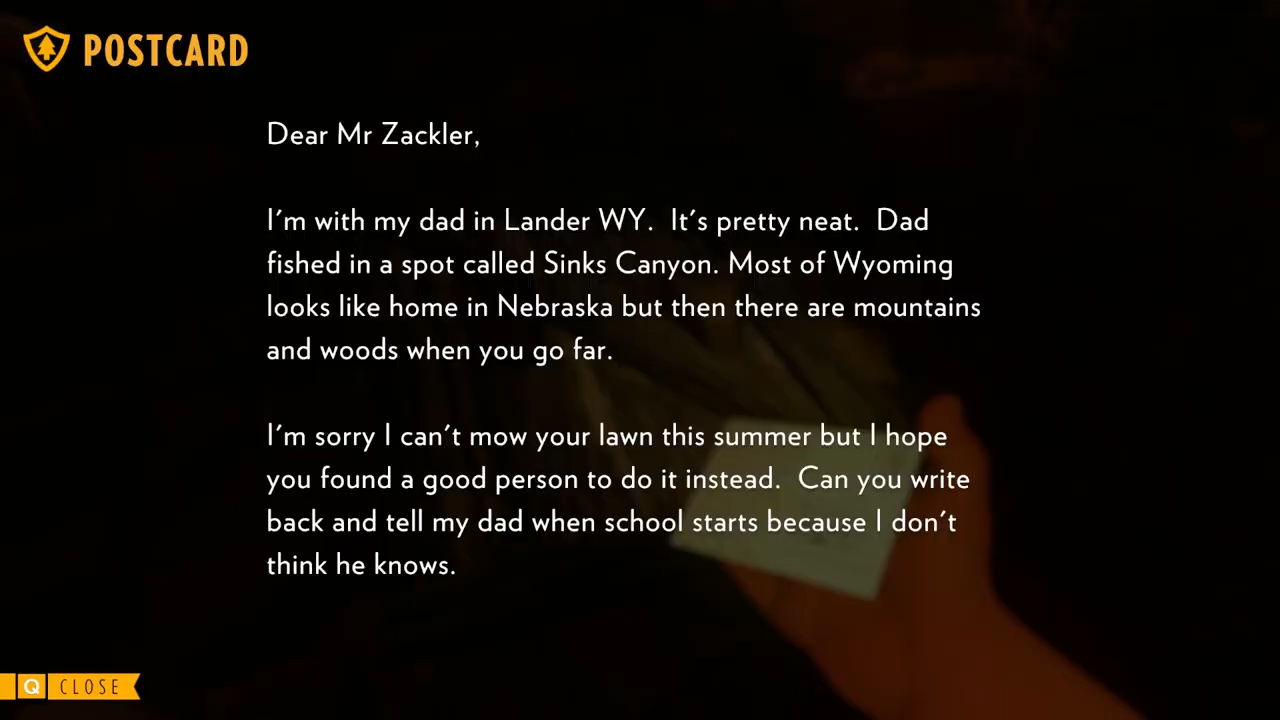 POSTCARD
Dear Mr Zackler,
I'm with my dad in Lander WY.  It's pretty neat.  Dad
fished in a spot called Sinks Canyon. Most of Wyoming
looks like home in Nebraska but then there are mountains
and woods when you go far.
I'm sorry I can't mow your lawn this summer but I hope
you found a good person to do it instead.  Can you write
back and tell my dad when school starts because I don't
think he knows.
Q CLOSE